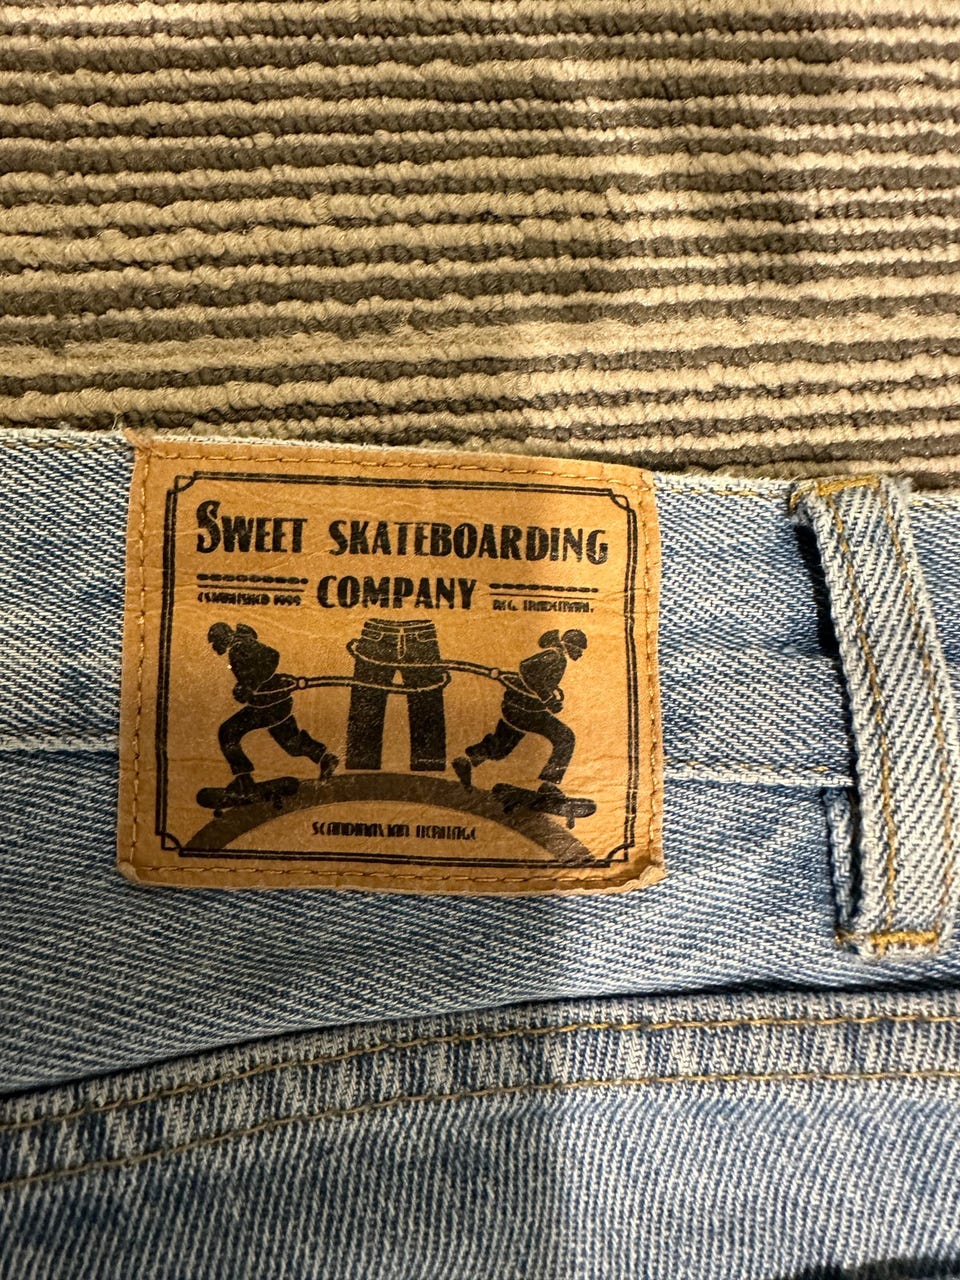 SWEET SKATEBOARDING
COMPANY
ESTABLISHED 1999
REG. TRADEMARK.
SCANDINAVIAN HERITAGE